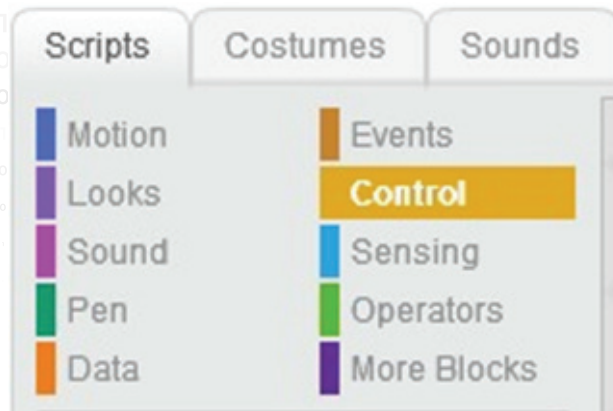 Scripts Costumes Sounds
Motion Events
Looks Control
Sound Sensing
Pen Operators
Data More Blocks